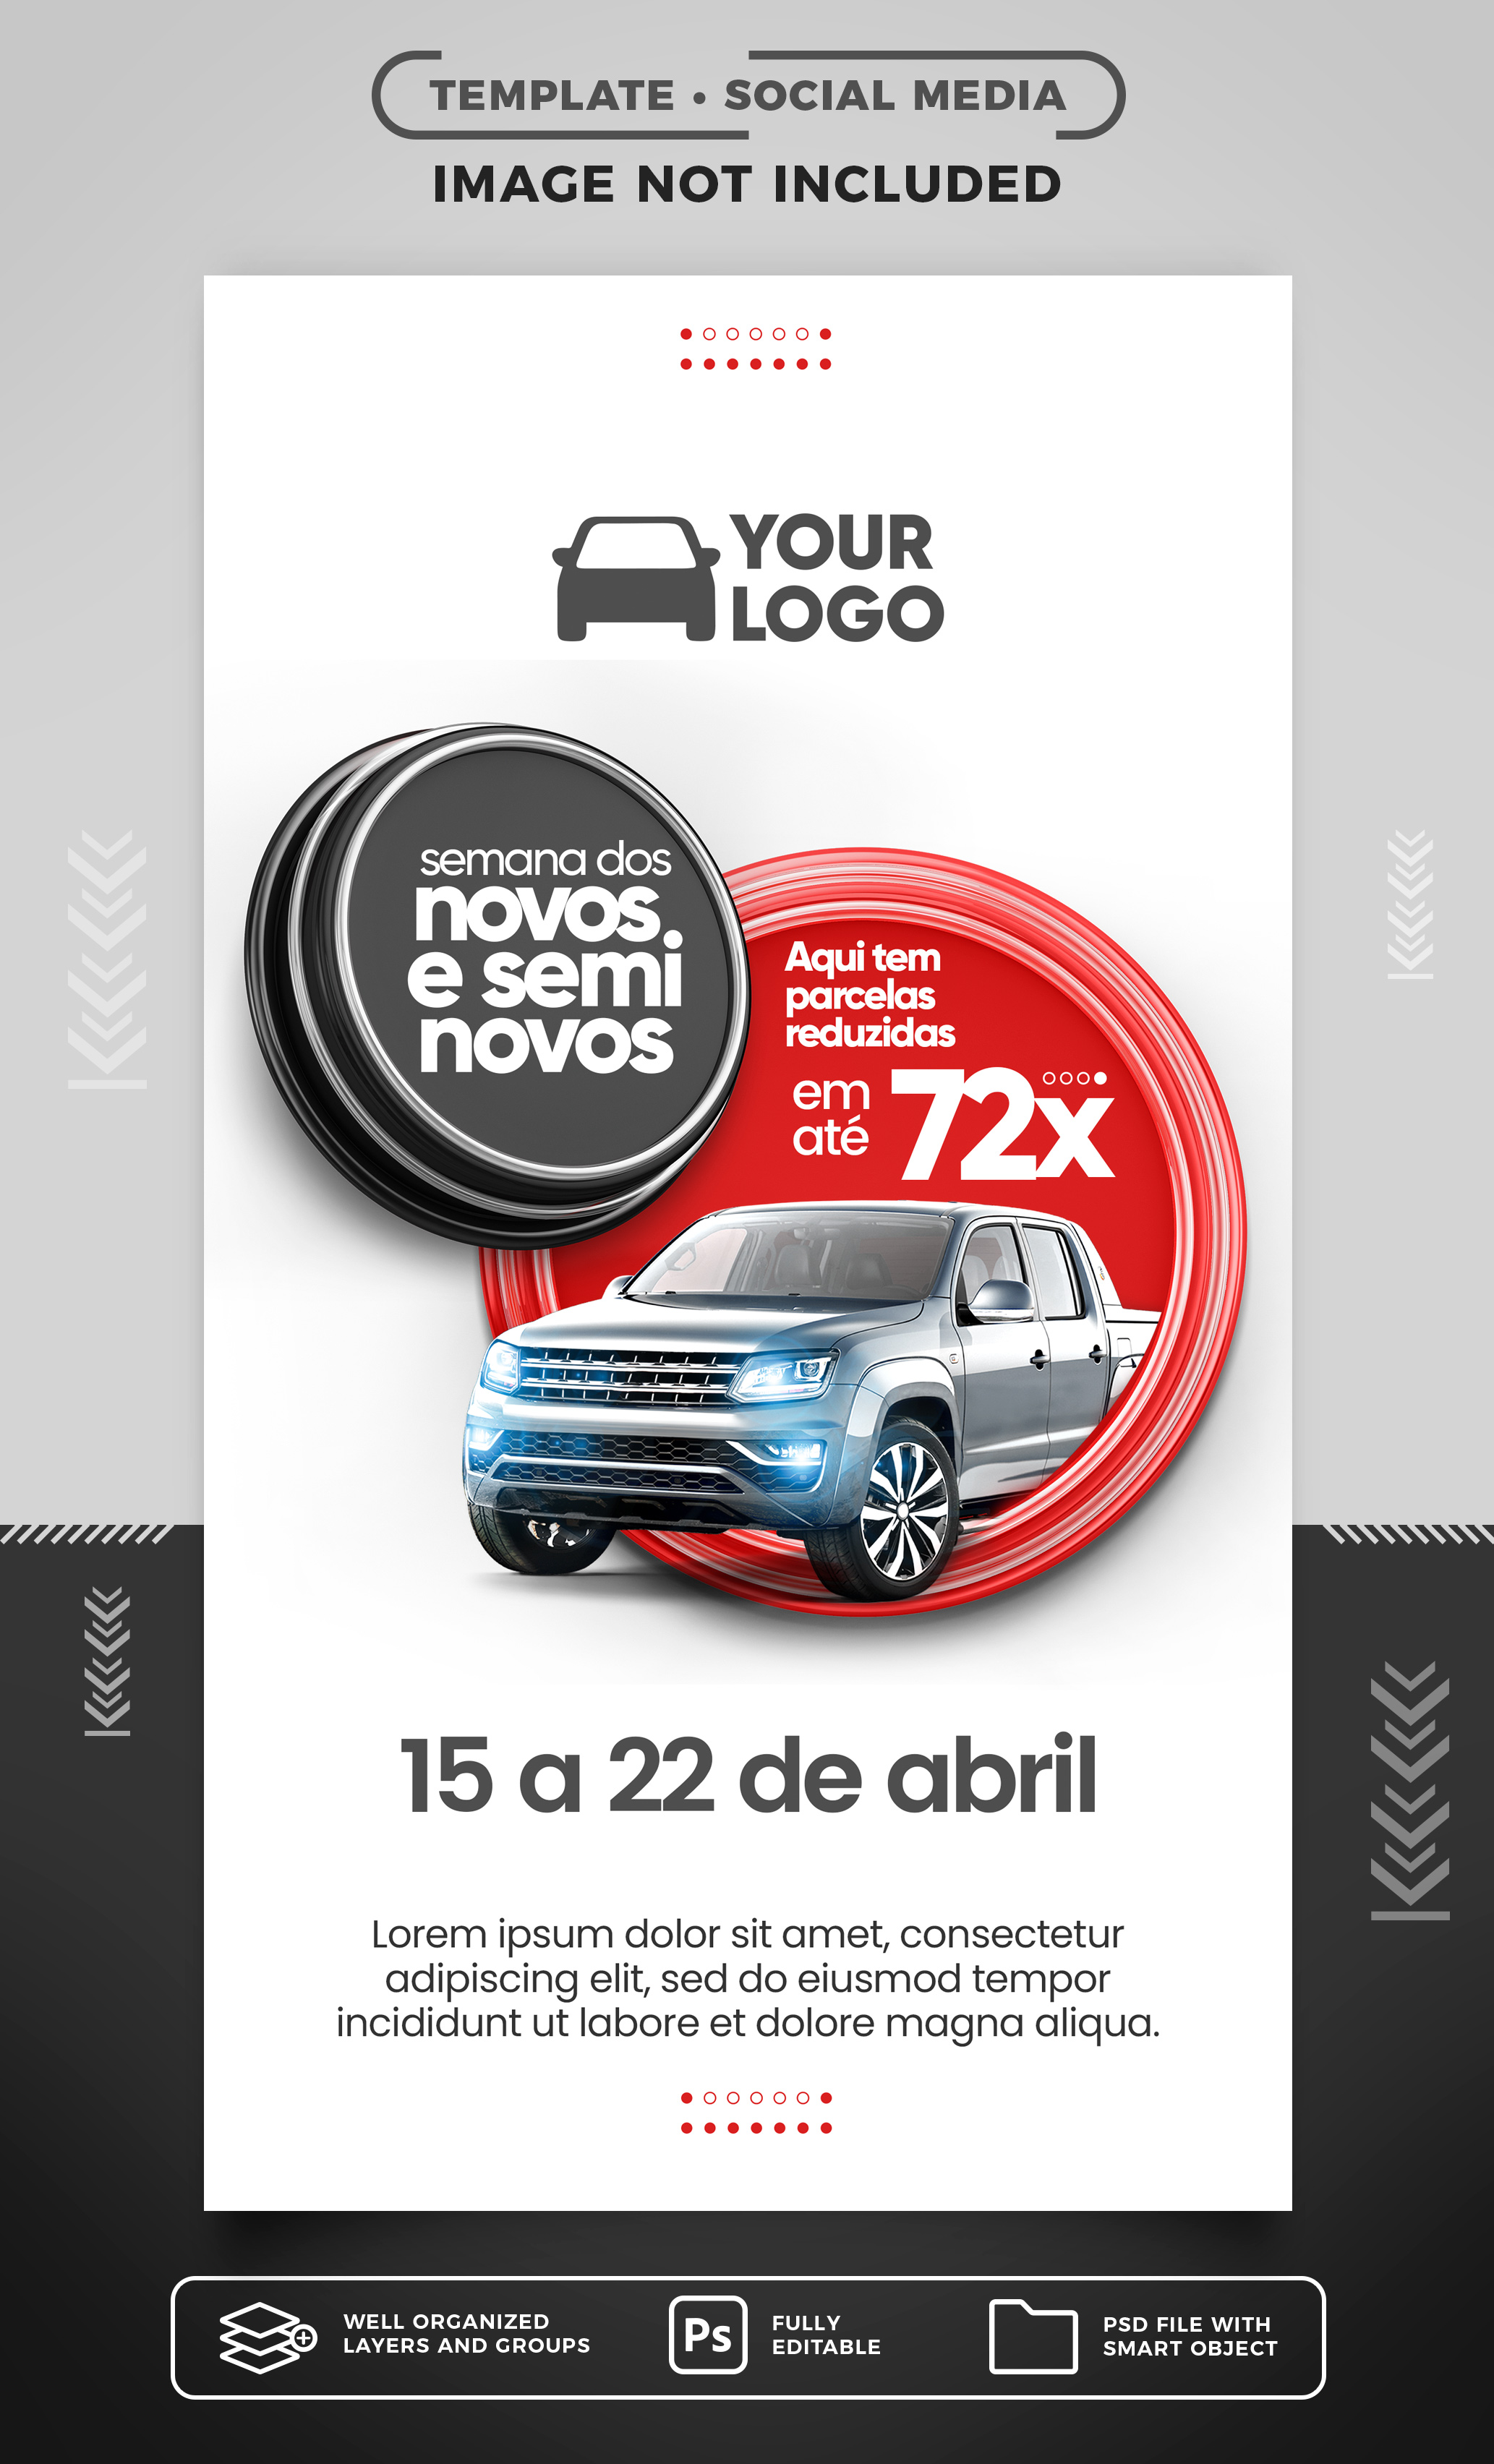 TEMPLATE • SOCIAL MEDIA
IMAGE NOT INCLUDED
YOUR
LOGO
semana dos
novos
e semi
novos
Aqui tem
parcelas
reduzidas
em
até
72x
15 a 22 de abril
Lorem ipsum dolor sit amet, consectetur
adipiscing elit, sed do eiusmod tempor
incididunt ut labore et dolore magna aliqua.
WELL ORGANIZED
LAYERS AND GROUPS
Ps
FULLY
EDITABLE
PSD FILE WITH
SMART OBJECT